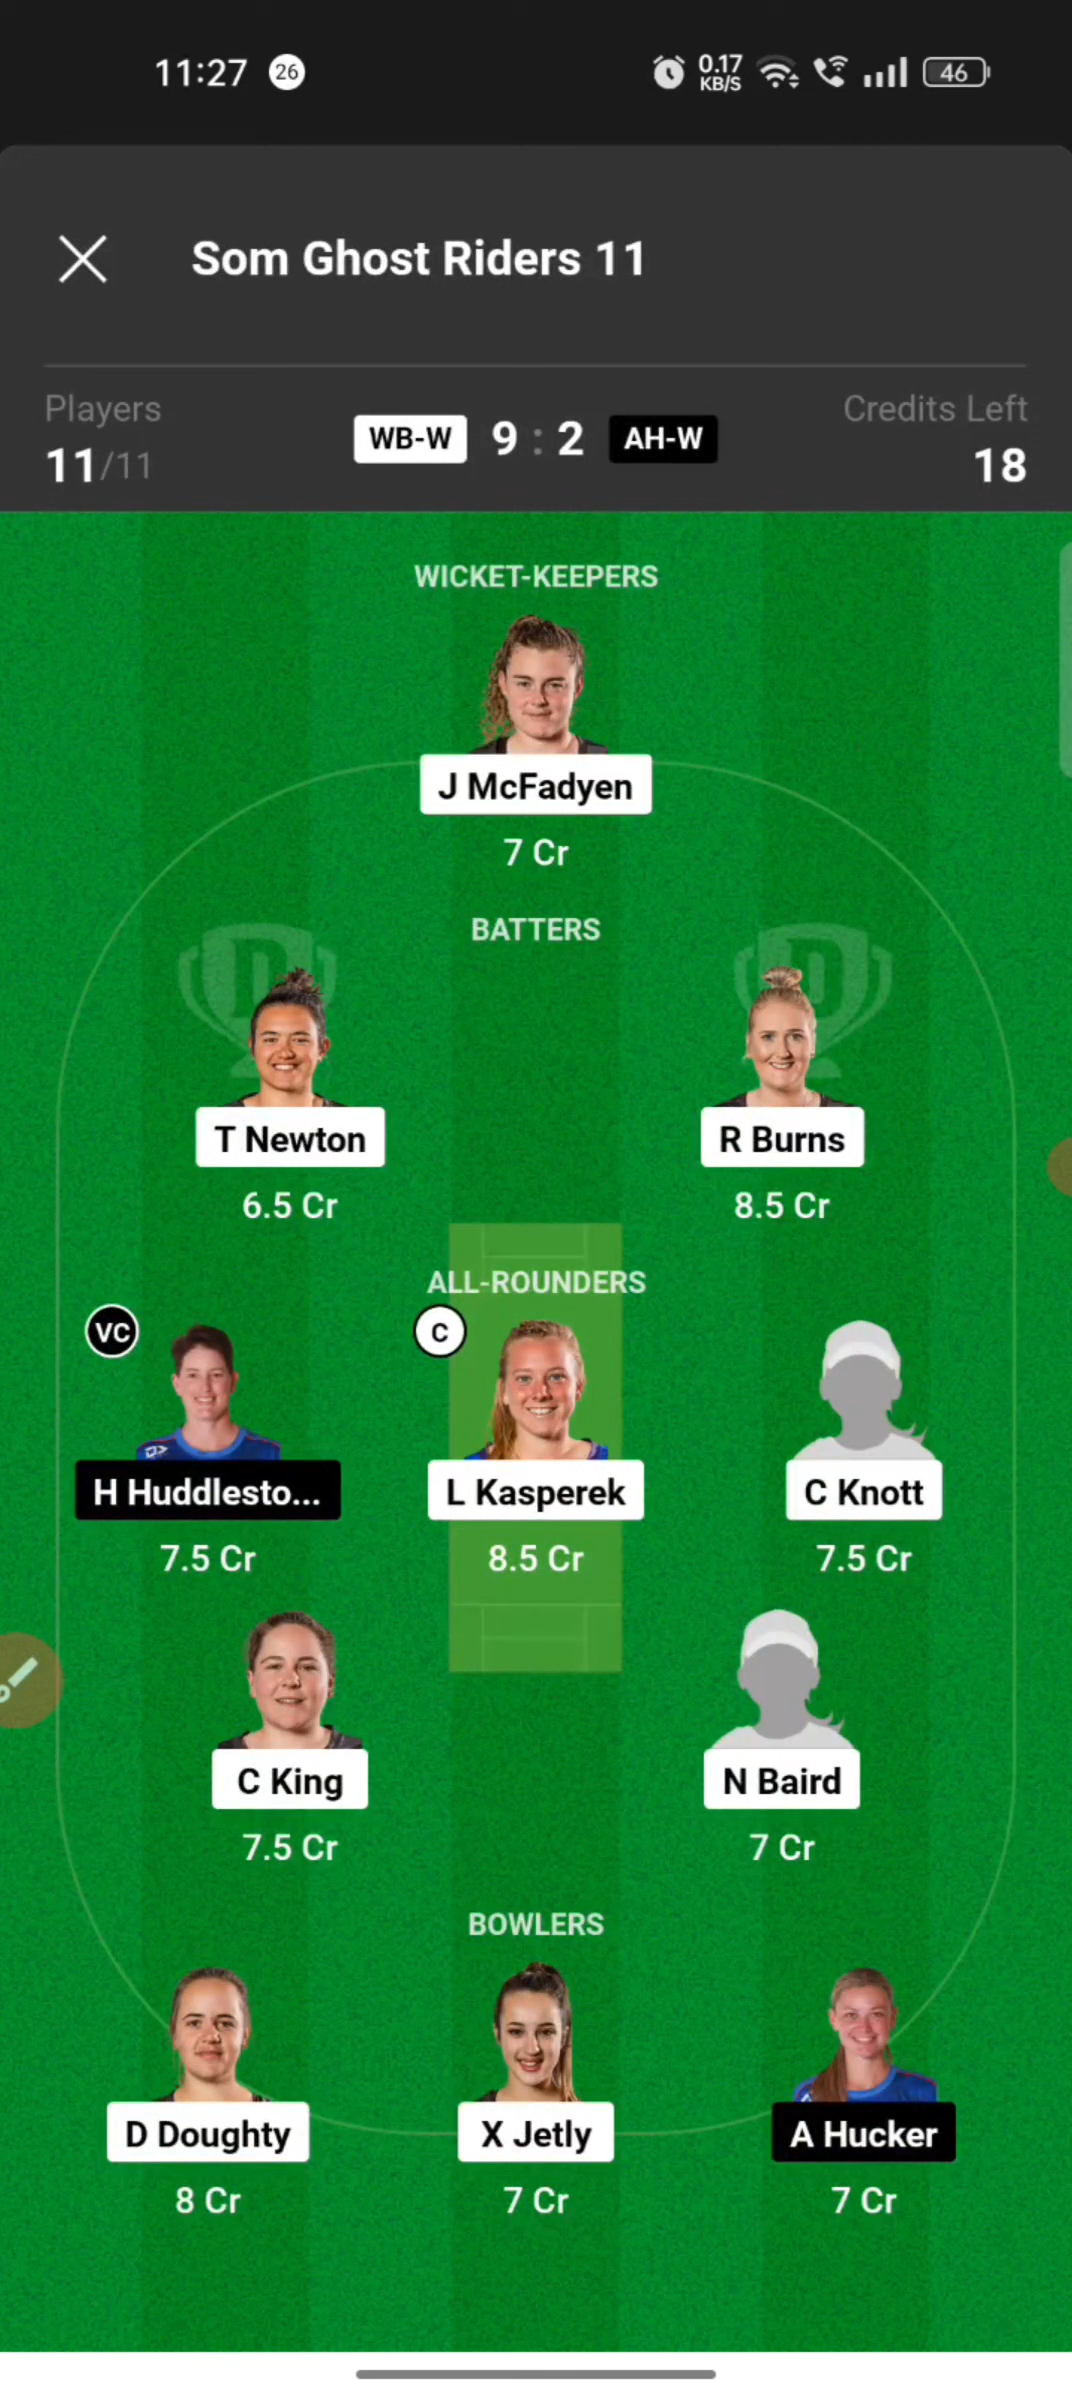 11:27 26 0.17 KB/S 46
Som Ghost Riders 11
Players
Credits Left
11/11
WB-W 9 : 2 AH-W
18
WICKET-KEEPERS
J McFadyen
7 Cr
BATTERS
T Newton
R Burns
6.5 Cr
8.5 Cr
ALL-ROUNDERS
VC
C
H Huddlesto...
L Kasperek
C Knott
7.5 Cr
8.5 Cr
7.5 Cr
C King
N Baird
7.5 Cr
7 Cr
BOWLERS
D Doughty
X Jetly
A Hucker
8 Cr
7 Cr
7 Cr